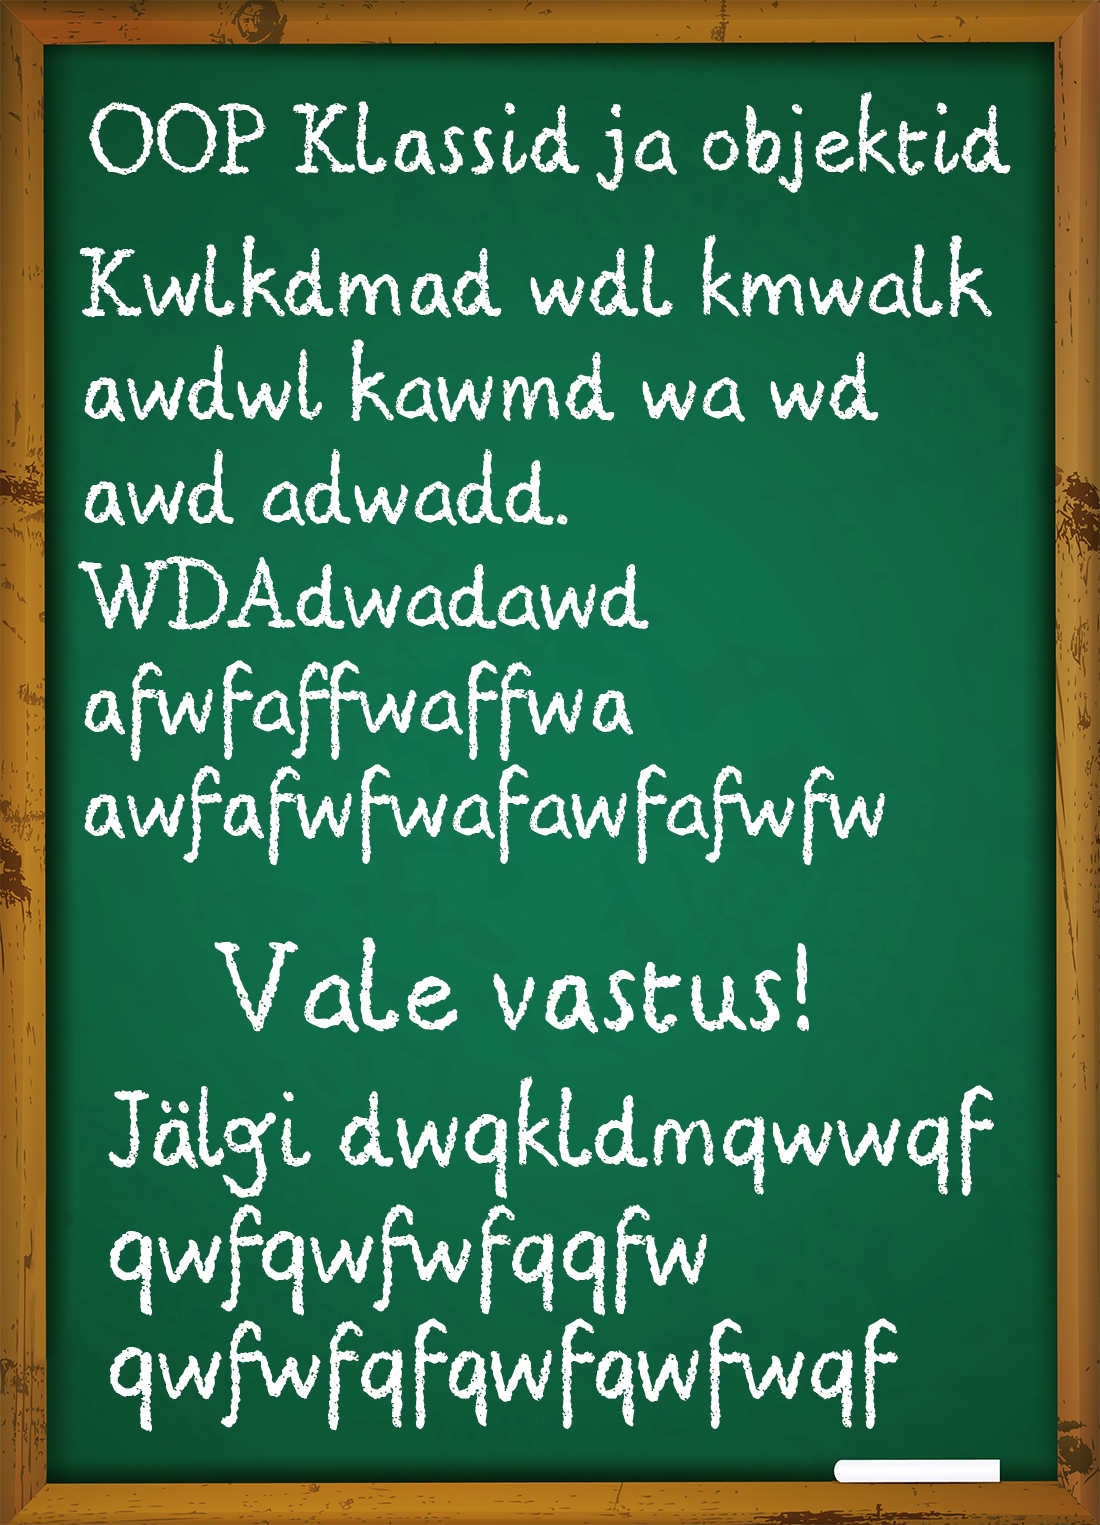 OOP Klassid ja objektid
Kwlkdmad wdl kmwalk
awdwl kawmd wa wd
awd adwadd.
WDAdwadawd
afwfaffwaffwa
awfafwfwafawfafwfw
Vale vastus!
Jälgi dwqkldmqwwqf
qwfqwfwfqqfw
qwfwfqfqwfqwfwqf